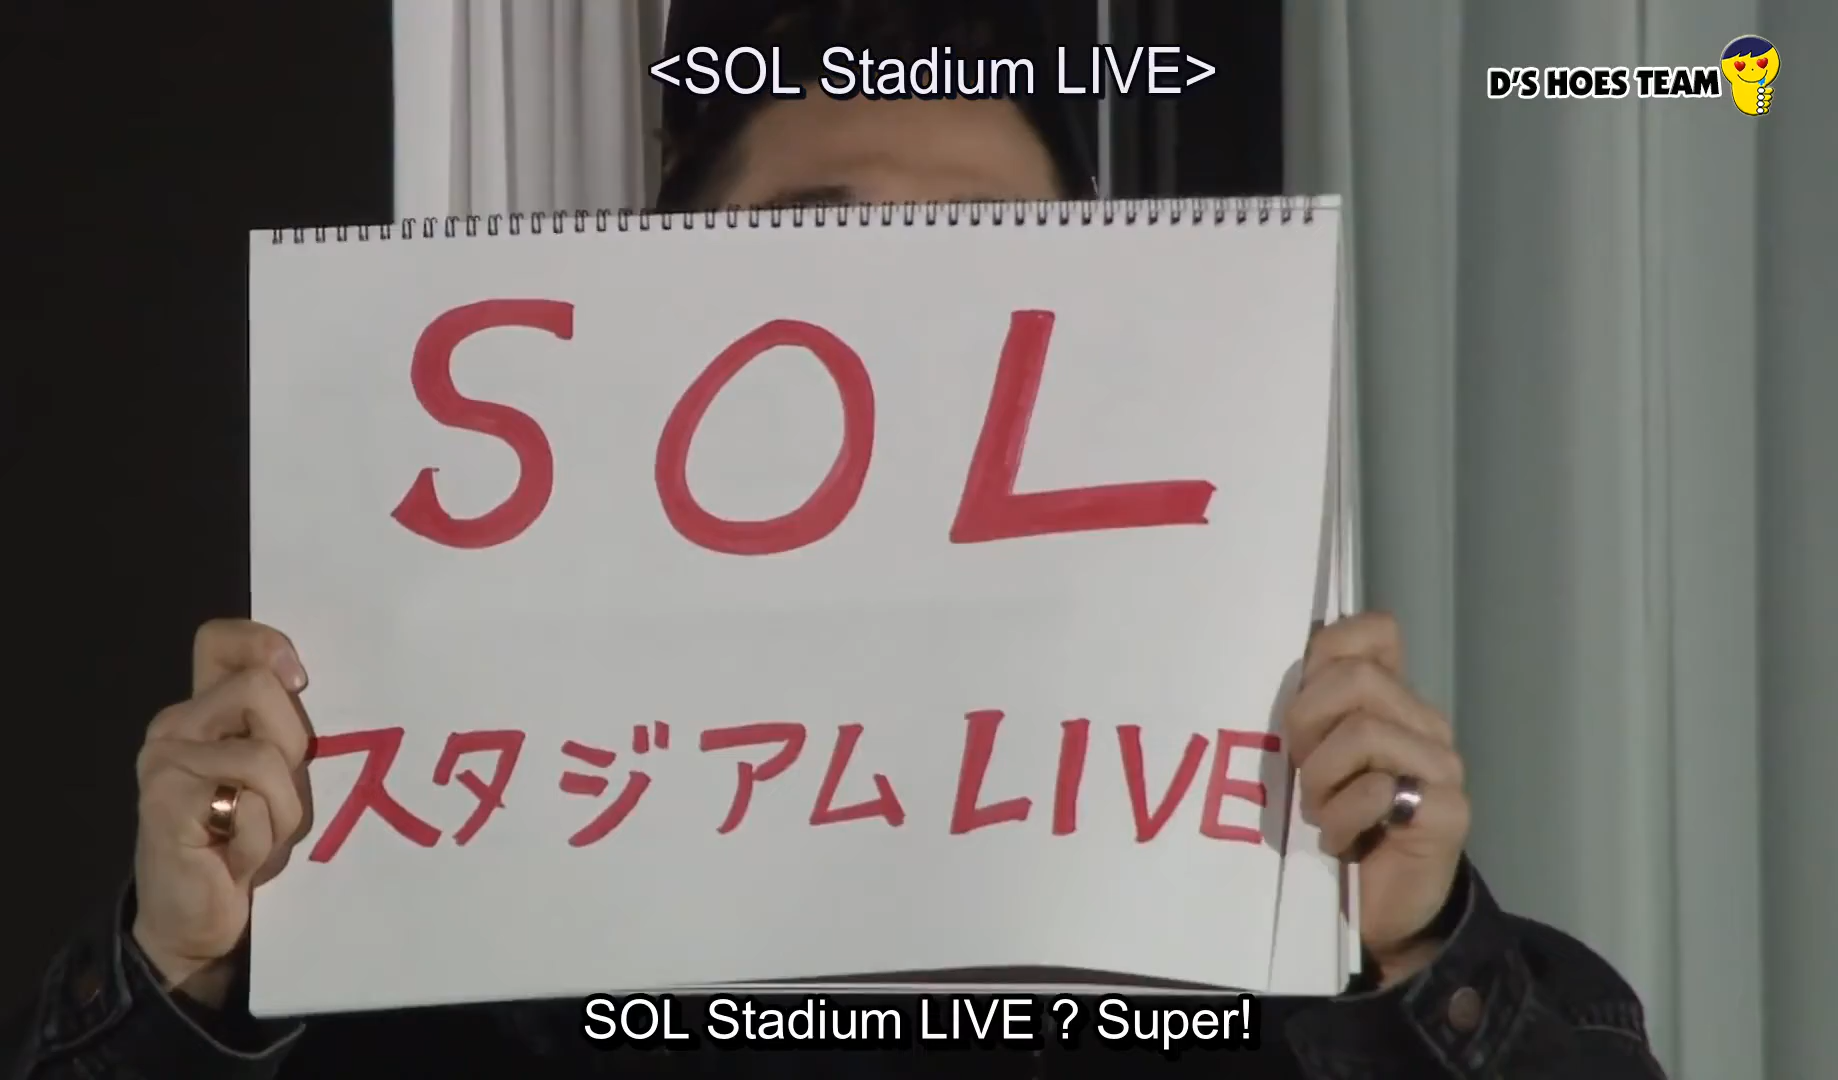 <SOL Stadium LIVE>
D'S HOES TEAM
SOL
スタジアムLIVE
SOL Stadium LIVE ? Super!